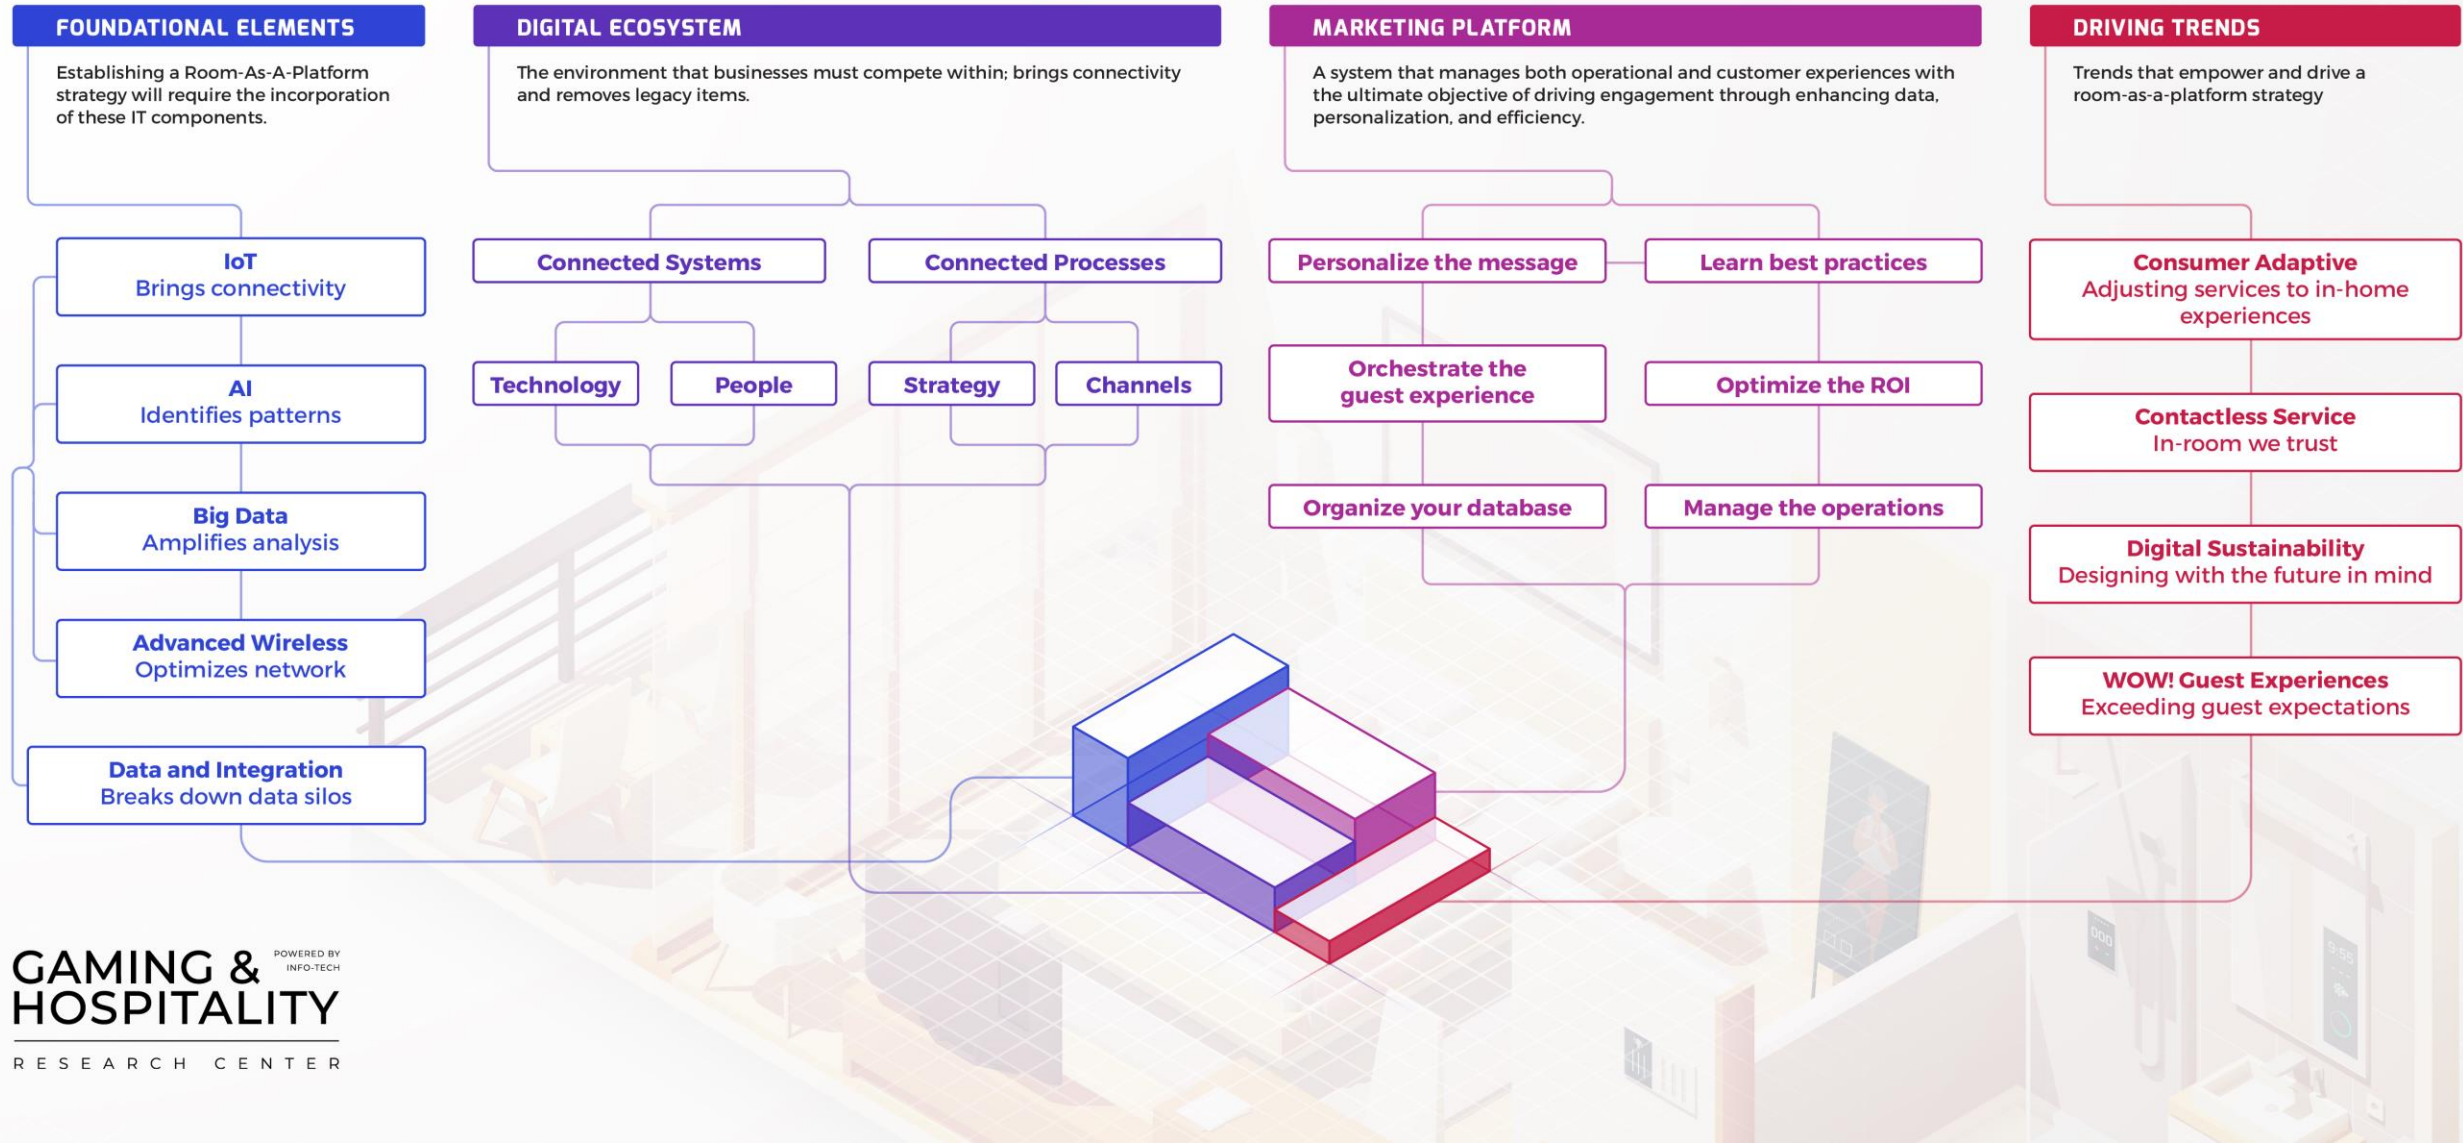 FOUNDATIONAL ELEMENTS
Establishing a Room-As-A-Platform
strategy will require the incorporation
of these IT components.
IoT
Brings connectivity
AI
Identifies patterns
Big Data
Amplifies analysis
Advanced Wireless
Optimizes network
Data and Integration
Breaks down data silos
DIGITAL ECOSYSTEM
The environment that businesses must compete within; brings connectivity
and removes legacy items.
Connected Systems
Connected Processes
Technology
People
Strategy
Channels
MARKETING PLATFORM
A system that manages both operational and customer experiences with
the ultimate objective of driving engagement through enhancing data,
personalization, and efficiency.
Personalize the message
Learn best practices
Orchestrate the
guest experience
Optimize the ROI
Organize your database
Manage the operations
DRIVING TRENDS
Trends that empower and drive a
room-as-a-platform strategy
Consumer Adaptive
Adjusting services to in-home
experiences
Contactless Service
In-room we trust
Digital Sustainability
Designing with the future in mind
WOW! Guest Experiences
Exceeding guest expectations
000
9:55
GAMING &
HOSPITALITY
POWERED BY
INFO-TECH
RESEARCH CENTER